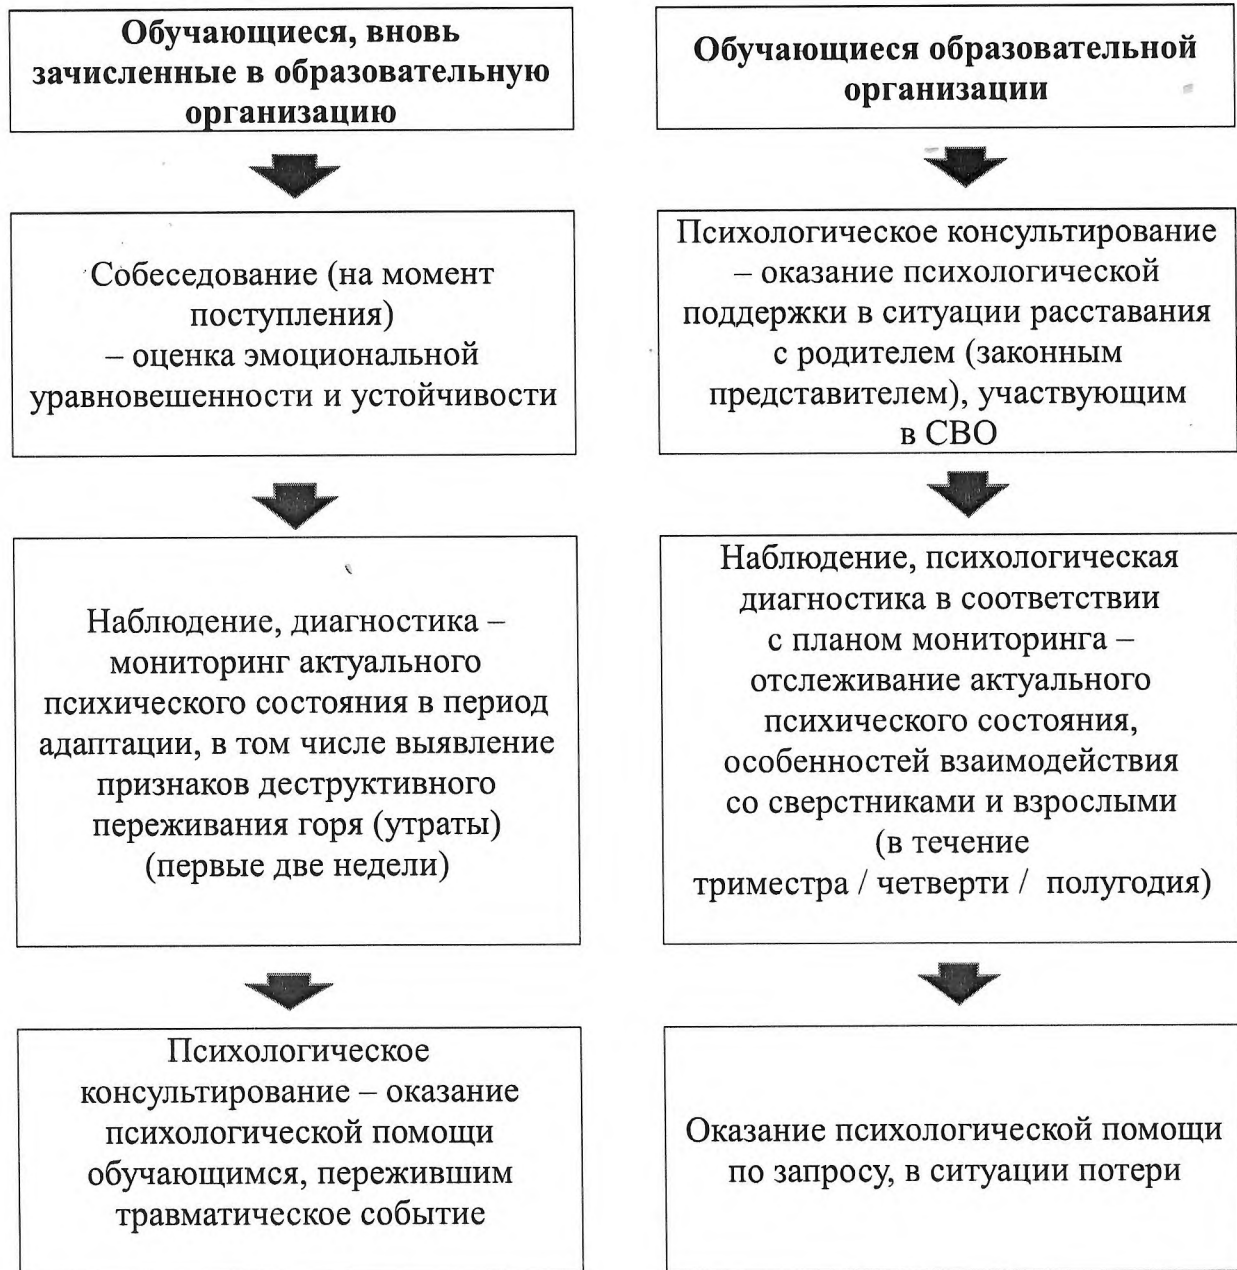 Обучающиеся, вновь
зачисленные в образовательную
организацию
Собеседование (на момент
поступления)
– оценка эмоциональной
уравновешенности и устойчивости
Наблюдение, диагностика –
мониторинг актуального
психического состояния в период
адаптации, в том числе выявление
признаков деструктивного
переживания горя (утраты)
(первые две недели)
Психологическое
консультирование – оказание
психологической помощи
обучающимся, пережившим
травматическое событие
Обучающиеся образовательной
организации
Психологическое консультирование
– оказание психологической
поддержки в ситуации расставания
с родителем (законным
представителем), участвующим
в СВО
Наблюдение, психологическая
диагностика в соответствии
с планом мониторинга –
отслеживание актуального
психического состояния,
особенностей взаимодействия
со сверстниками и взрослыми
(в течение
триместра / четверти / полугодия)
Оказание психологической помощи
по запросу, в ситуации потери